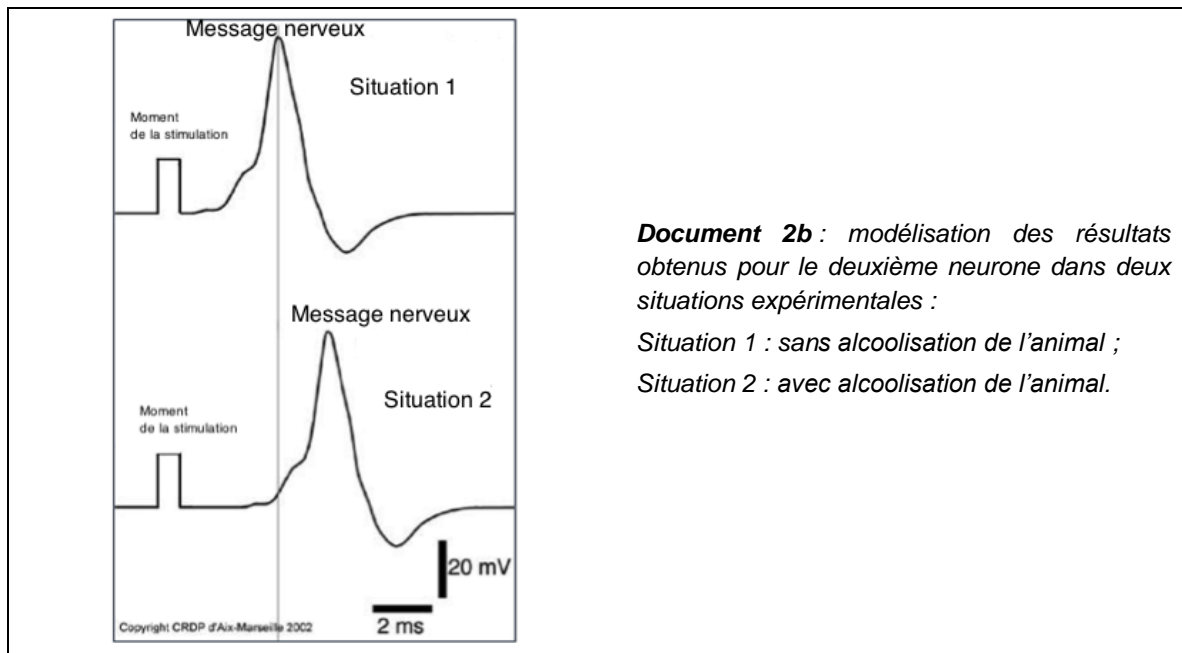 Message nerveux
Situation 1
Moment
de la stimulation
Message nerveux
Situation 2
Moment
de la stimulation
20 mV
2 ms
Copyright CRDP d'Aix-Marseille 2002
Document 2b : modélisation des résultats
obtenus pour le deuxième neurone dans deux
situations expérimentales :
Situation 1 : sans alcoolisation de l'animal ;
Situation 2 : avec alcoolisation de l'animal.